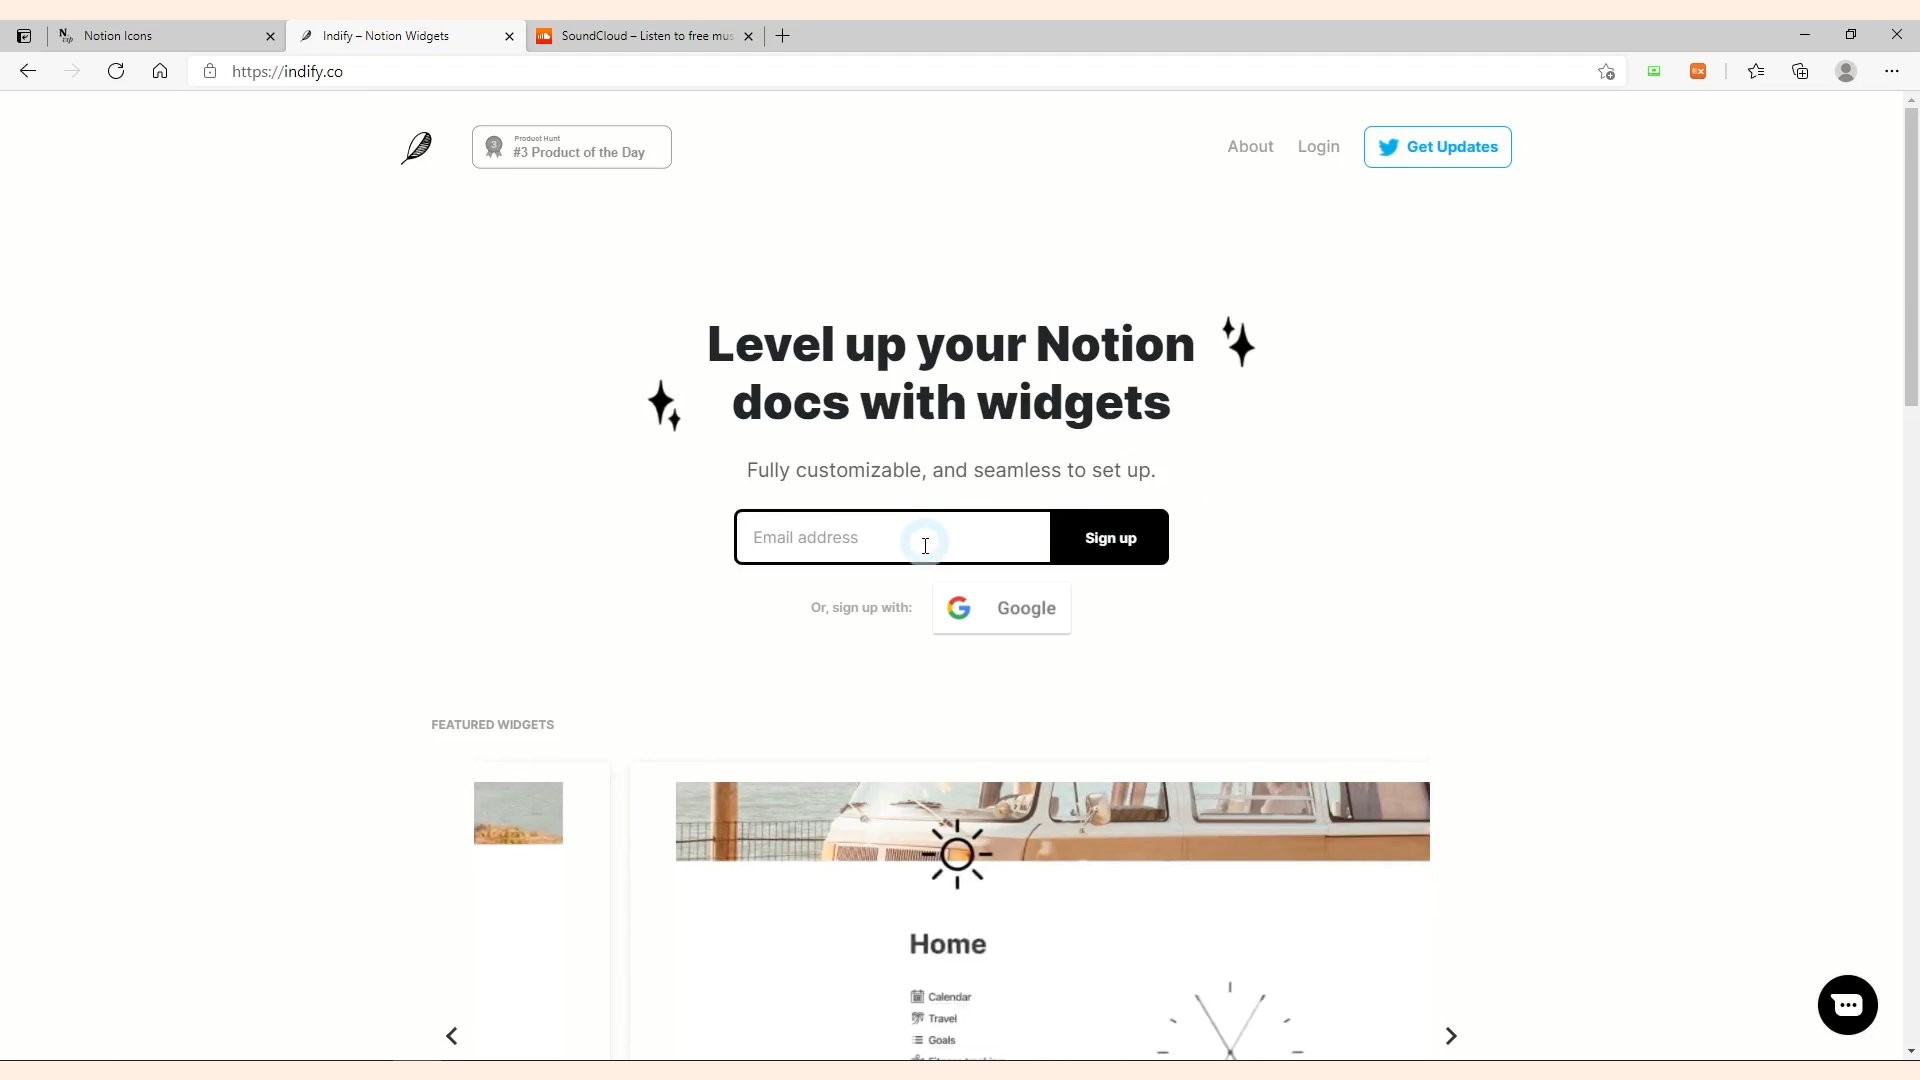 Notion Icons
Indify – Notion Widgets
SoundCloud – Listen to free mus
https://indify.co
Product Hunt
3
#3 Product of the Day
About
Login
Get Updates
Level up your Notion
docs with widgets
Fully customizable, and seamless to set up.
Email address
Sign up
Or, sign up with:
Google
FEATURED WIDGETS
Home
Calendar
Travel
Goals